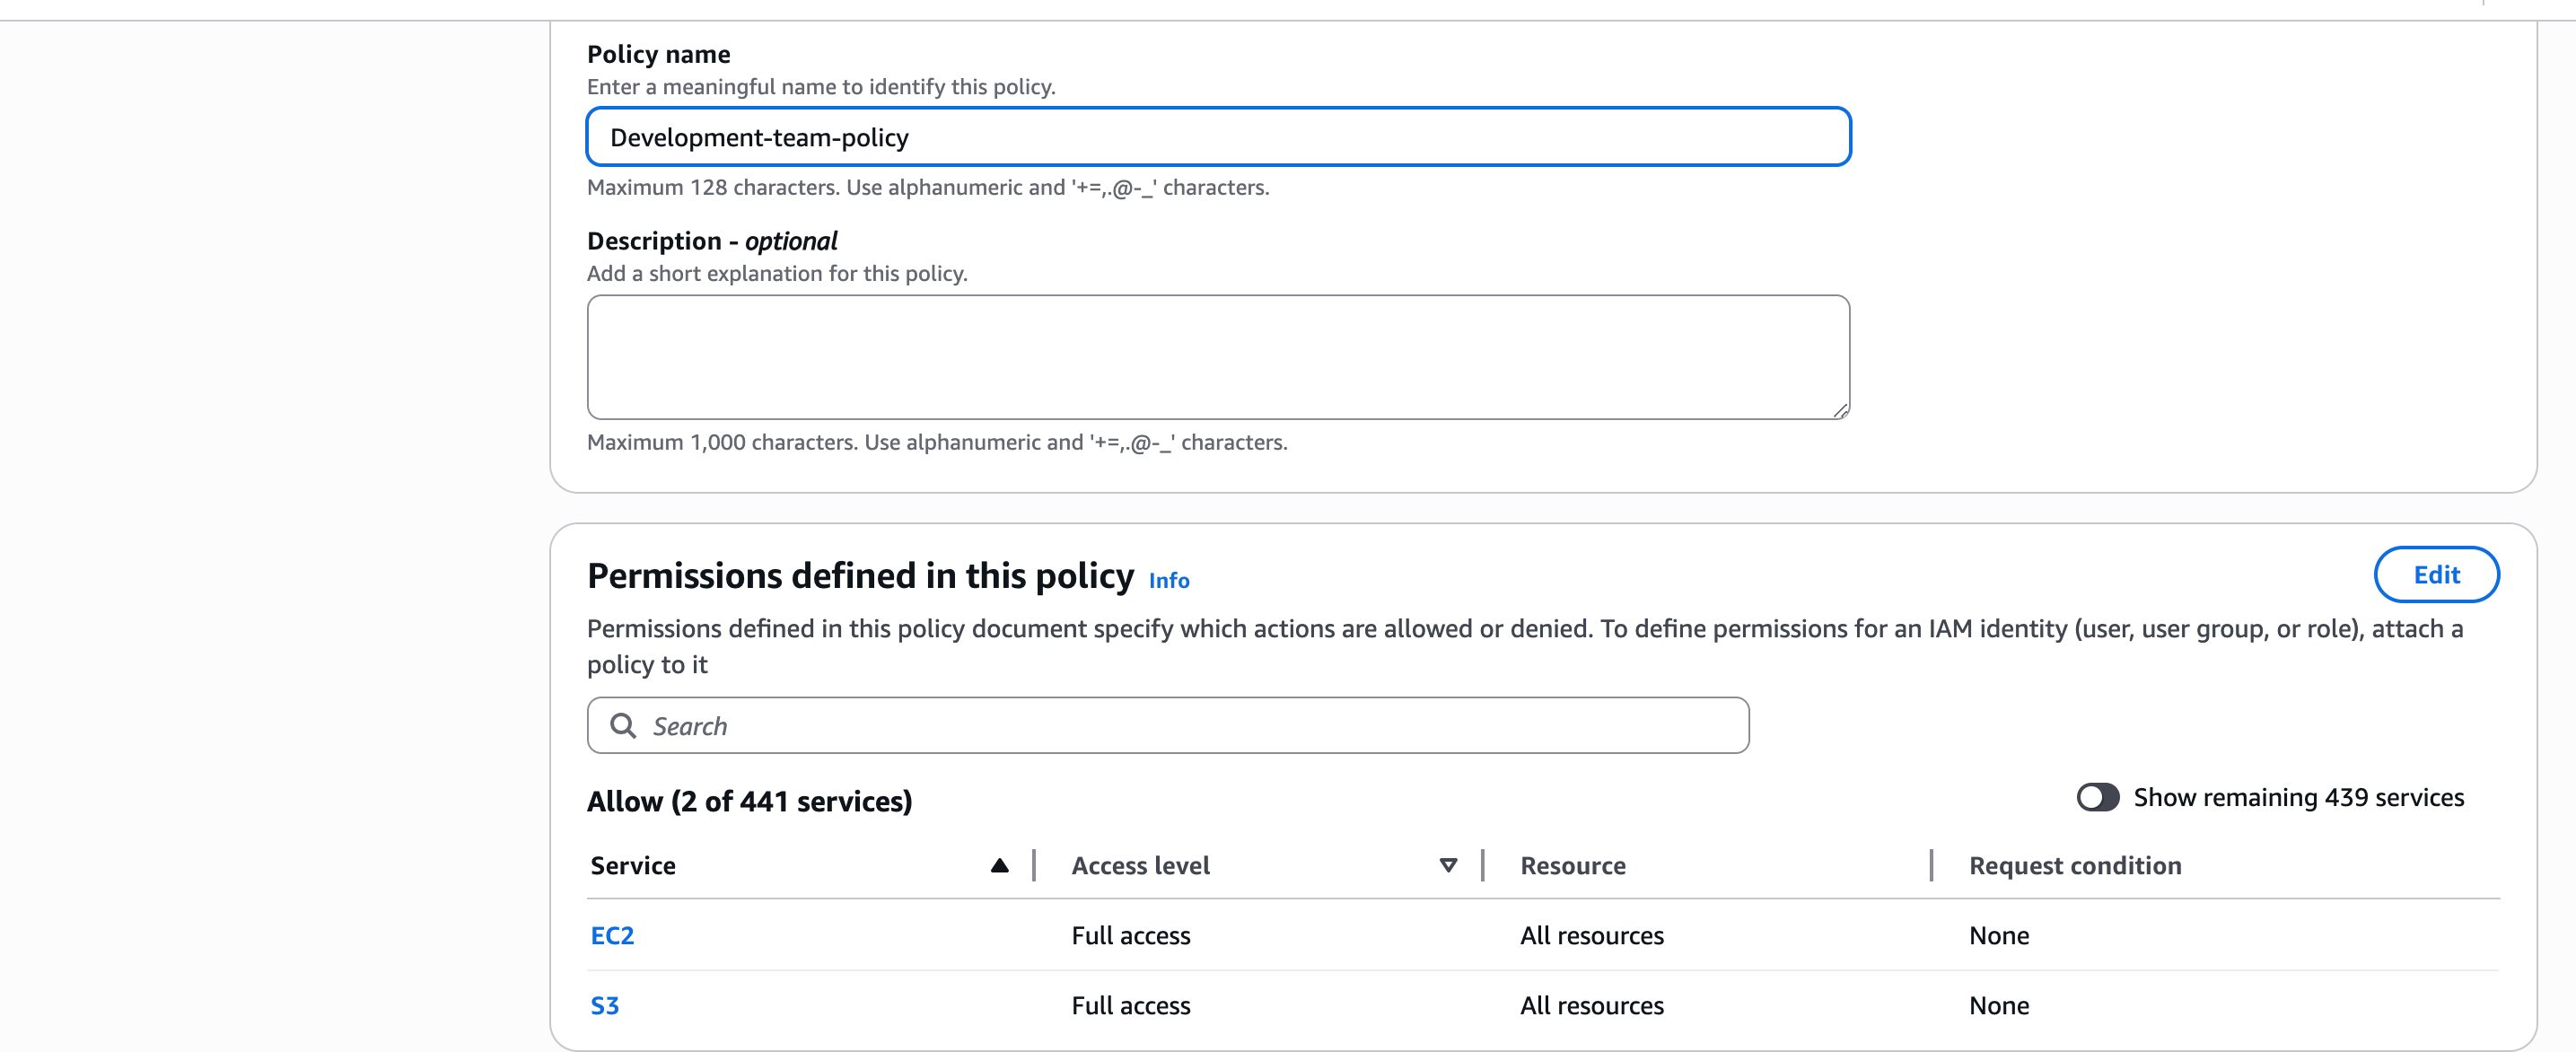 Policy name
Enter a meaningful name to identify this policy.
Development-team-policy
Maximum 128 characters. Use alphanumeric and '+=,.@-_' characters.
Description - optional
Add a short explanation for this policy.
Maximum 1,000 characters. Use alphanumeric and '+=,.@-_' characters.
Permissions defined in this policy Info
Edit
Permissions defined in this policy document specify which actions are allowed or denied. To define permissions for an IAM identity (user, user group, or role), attach a
policy to it
Search
Allow (2 of 441 services)
Show remaining 439 services
Service Access level Resource Request condition
EC2 Full access All resources None
S3 Full access All resources None